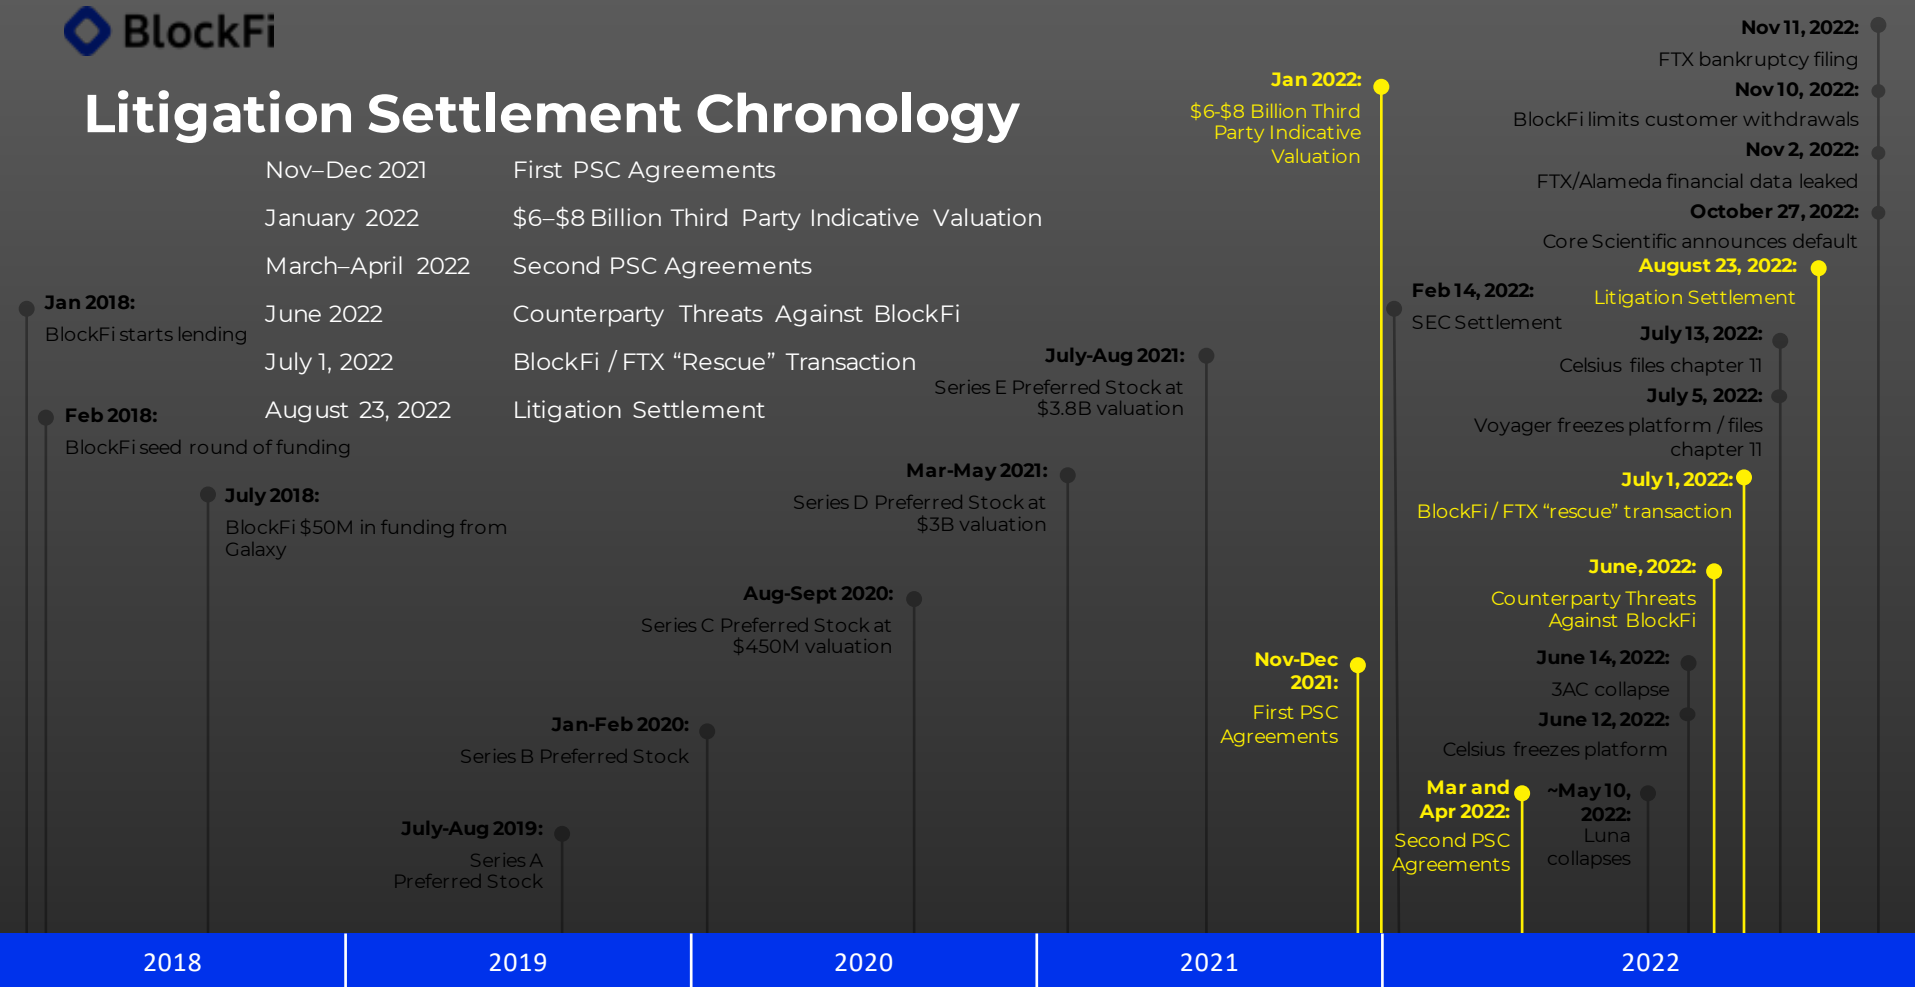 BlockFi
Litigation Settlement Chronology
Nov–Dec 2021 First PSC Agreements
January 2022 $6–$8 Billion Third Party Indicative Valuation
March–April 2022 Second PSC Agreements
June 2022 Counterparty Threats Against BlockFi
July 1, 2022 BlockFi / FTX “Rescue” Transaction
August 23, 2022 Litigation Settlement
Jan 2018:
BlockFi starts lending
Feb 2018:
BlockFi seed round of funding
July 2018:
BlockFi $50M in funding from
Galaxy
July-Aug 2019:
Series A
Preferred Stock
Jan-Feb 2020:
Series B Preferred Stock
Aug-Sept 2020:
Series C Preferred Stock at
$450M valuation
Mar-May 2021:
Series D Preferred Stock at
$3B valuation
July-Aug 2021:
Series E Preferred Stock at
$3.8B valuation
Nov-Dec
2021:
First PSC
Agreements
Jan 2022:
$6-$8 Billion Third
Party Indicative
Valuation
Feb 14, 2022:
SEC Settlement
Mar and
Apr 2022:
Second PSC
Agreements
~May 10,
2022:
Luna
collapses
June 12, 2022:
Celsius freezes platform
June 14, 2022:
3AC collapse
June, 2022:
Counterparty Threats
Against BlockFi
July 1, 2022:
BlockFi / FTX “rescue” transaction
July 5, 2022:
Voyager freezes platform / files
chapter 11
July 13, 2022:
Celsius files chapter 11
August 23, 2022:
Litigation Settlement
October 27, 2022:
Core Scientific announces default
Nov 2, 2022:
FTX/Alameda financial data leaked
Nov 10, 2022:
BlockFi limits customer withdrawals
Nov 11, 2022:
FTX bankruptcy filing
2018 2019 2020 2021 2022